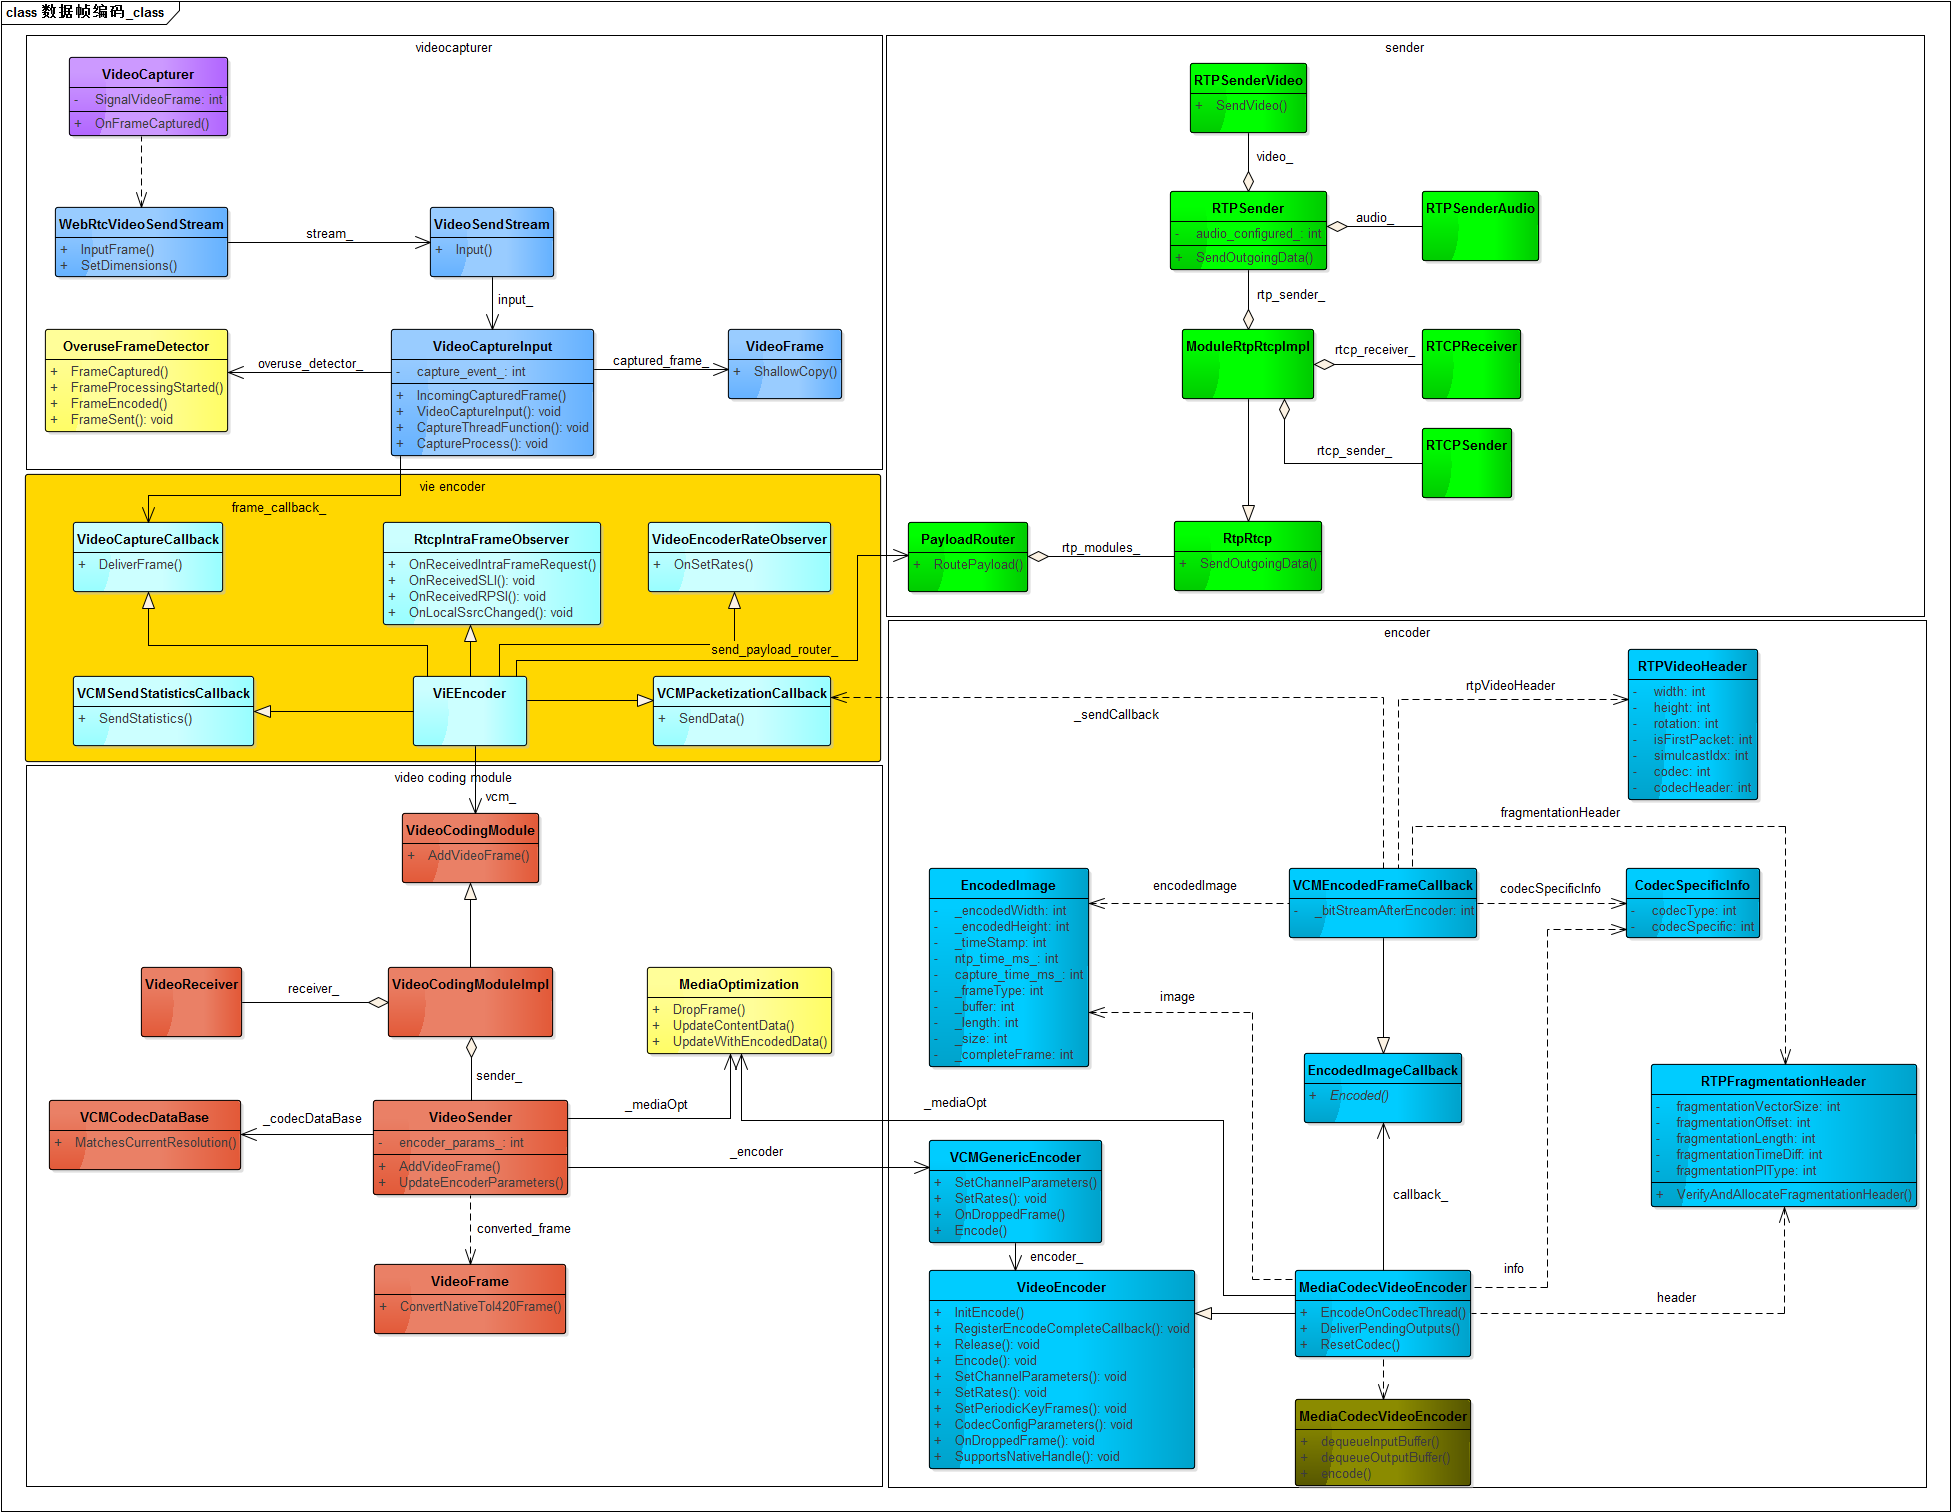 class 数据帧编码_class
videocapturer
VideoCapturer
- SignalVideoFrame: int
+ OnFrameCaptured()
WebRtcVideoSendStream
+ InputFrame()
+ SetDimensions()
stream_
VideoSendStream
+ Input()
input_
OveruseFrameDetector
+ FrameCaptured()
+ FrameProcessingStarted()
+ FrameEncoded()
+ FrameSent(): void
overuse_detector_
VideoCaptureInput
- capture_event_: int
+ IncomingCapturedFrame()
+ VideoCaptureInput(): void
+ CaptureThreadFunction(): void
+ CaptureProcess(): void
captured_frame_
VideoFrame
+ ShallowCopy()
vie encoder
frame_callback_
VideoCaptureCallback
+ DeliverFrame()
RtcpIntraFrameObserver
+ OnReceivedIntraFrameRequest()
+ OnReceivedSLI(): void
+ OnReceivedRPSI(): void
+ OnLocalSsrcChanged(): void
VideoEncoderRateObserver
+ OnSetRates()
send_payload_router_
VCMSendStatisticsCallback
+ SendStatistics()
ViEEncoder
VCMPacketizationCallback
+ SendData()
video coding module
vcm_
VideoCodingModule
+ AddVideoFrame()
VideoReceiver
receiver_
VideoCodingModuleImpl
MediaOptimization
+ DropFrame()
+ UpdateContentData()
+ UpdateWithEncodedData()
sender_
VCMCodecDataBase
+ MatchesCurrentResolution()
_codecDataBase
VideoSender
- encoder_params_: int
+ AddVideoFrame()
+ UpdateEncoderParameters()
_mediaOpt
_encoder
converted_frame
VideoFrame
+ ConvertNativeToI420Frame()
sender
RTPSenderVideo
+ SendVideo()
video_
RTPSender
- audio_configured_: int
+ SendOutgoingData()
audio_
RTPSenderAudio
rtp_sender_
ModuleRtpRtcpImpl
rtcp_receiver_
RTCPReceiver
rtcp_sender_
RTCPSender
PayloadRouter
+ RoutePayload()
rtp_modules_
RtpRtcp
+ SendOutgoingData()
encoder
RTPVideoHeader
- width: int
- height: int
- rotation: int
- isFirstPacket: int
- simulcastIdx: int
- codec: int
- codecHeader: int
rtpVideoHeader
_sendCallback
fragmentationHeader
EncodedImage
- _encodedWidth: int
- _encodedHeight: int
- _timeStamp: int
- ntp_time_ms_: int
- capture_time_ms_: int
- _frameType: int
- _buffer: int
- _length: int
- _size: int
- _completeFrame: int
encodedImage
VCMEncodedFrameCallback
- _bitStreamAfterEncoder: int
codecSpecificInfo
CodecSpecificInfo
- codecType: int
- codecSpecific: int
image
EncodedImageCallback
+ Encoded()
RTPFragmentationHeader
- fragmentationVectorSize: int
- fragmentationOffset: int
- fragmentationLength: int
- fragmentationTimeDiff: int
- fragmentationPlType: int
+ VerifyAndAllocateFragmentationHeader()
_mediaOpt
VCMGenericEncoder
+ SetChannelParameters()
+ SetRates(): void
+ OnDroppedFrame()
+ Encode()
callback_
encoder_
VideoEncoder
+ InitEncode()
+ RegisterEncodeCompleteCallback(): void
+ Release(): void
+ Encode(): void
+ SetChannelParameters(): void
+ SetRates(): void
+ SetPeriodicKeyFrames(): void
+ CodecConfigParameters(): void
+ OnDroppedFrame(): void
+ SupportsNativeHandle(): void
MediaCodecVideoEncoder
+ EncodeOnCodecThread()
+ DeliverPendingOutputs()
+ ResetCodec()
info
header
MediaCodecVideoEncoder
+ dequeueInputBuffer()
+ dequeueOutputBuffer()
+ encode()